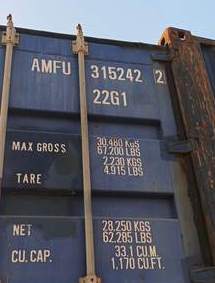 AMFU 315242 2
22G1
MAX GROSS 30.480 KGS
67.200 LBS
TARE 2.230 KGS
4.915 LBS
NET 28.250 KGS
62.285 LBS
CU. CAP. 33.1 CU.M.
1,170 CU.FT.